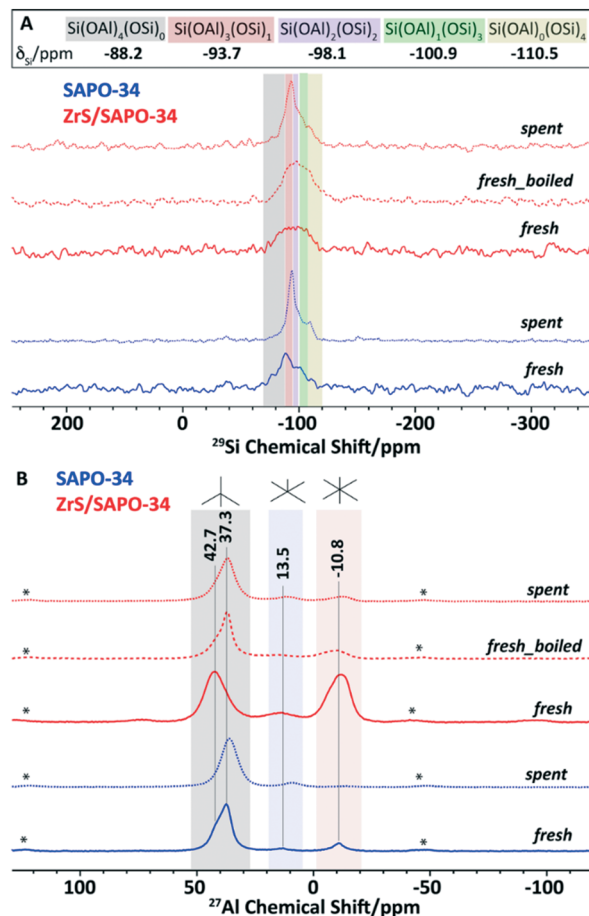 A
Si(OAl)₄(OSi)₀ Si(OAl)₃(OSi)₁ Si(OAl)₂(OSi)₂ Si(OAl)₁(OSi)₃ Si(OAl)₀(OSi)₄
δSi/ppm -88.2 -93.7 -98.1 -100.9 -110.5
SAPO-34
ZrS/SAPO-34
spent
fresh_boiled
fresh
spent
fresh
200 100 0 -100 -200 -300
²⁹Si Chemical Shift/ppm
B
SAPO-34
ZrS/SAPO-34
42.7 37.3 13.5 -10.8
* * spent
* * fresh_boiled
* * fresh
* * spent
* * fresh
100 50 0 -50 -100
²⁷Al Chemical Shift/ppm